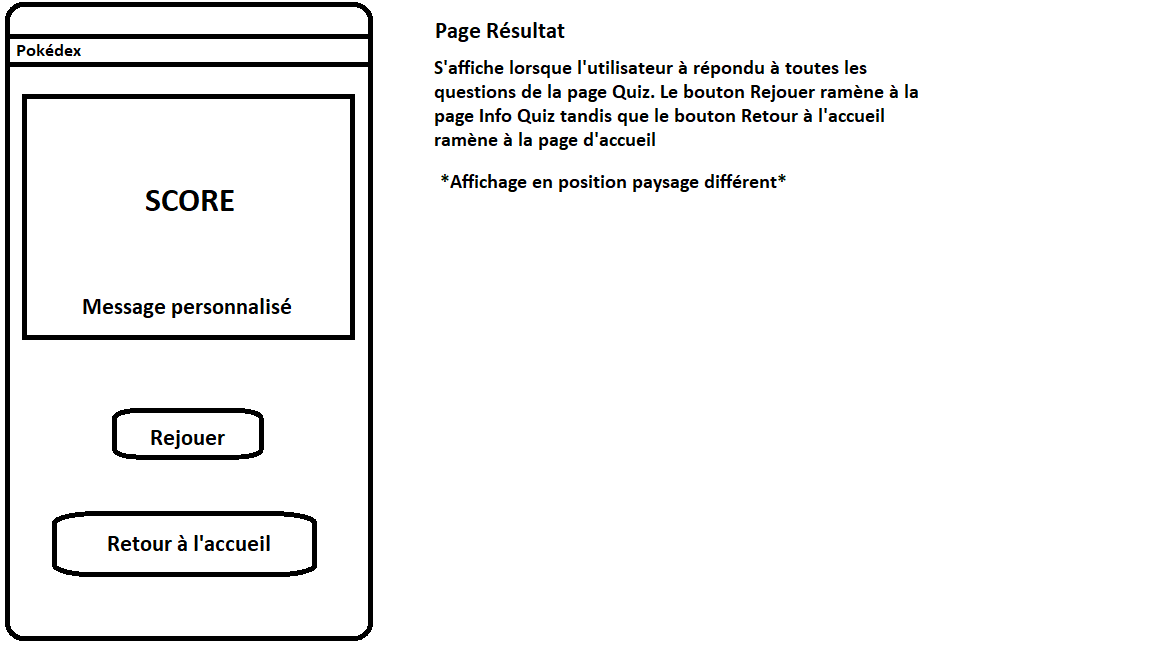 Pokédex
SCORE
Message personnalisé
Rejouer
Retour à l'accueil
Page Résultat
S'affiche lorsque l'utilisateur à répondu à toutes les
questions de la page Quiz. Le bouton Rejouer ramène à la
page Info Quiz tandis que le bouton Retour à l'accueil
ramène à la page d'accueil
*Affichage en position paysage différent*